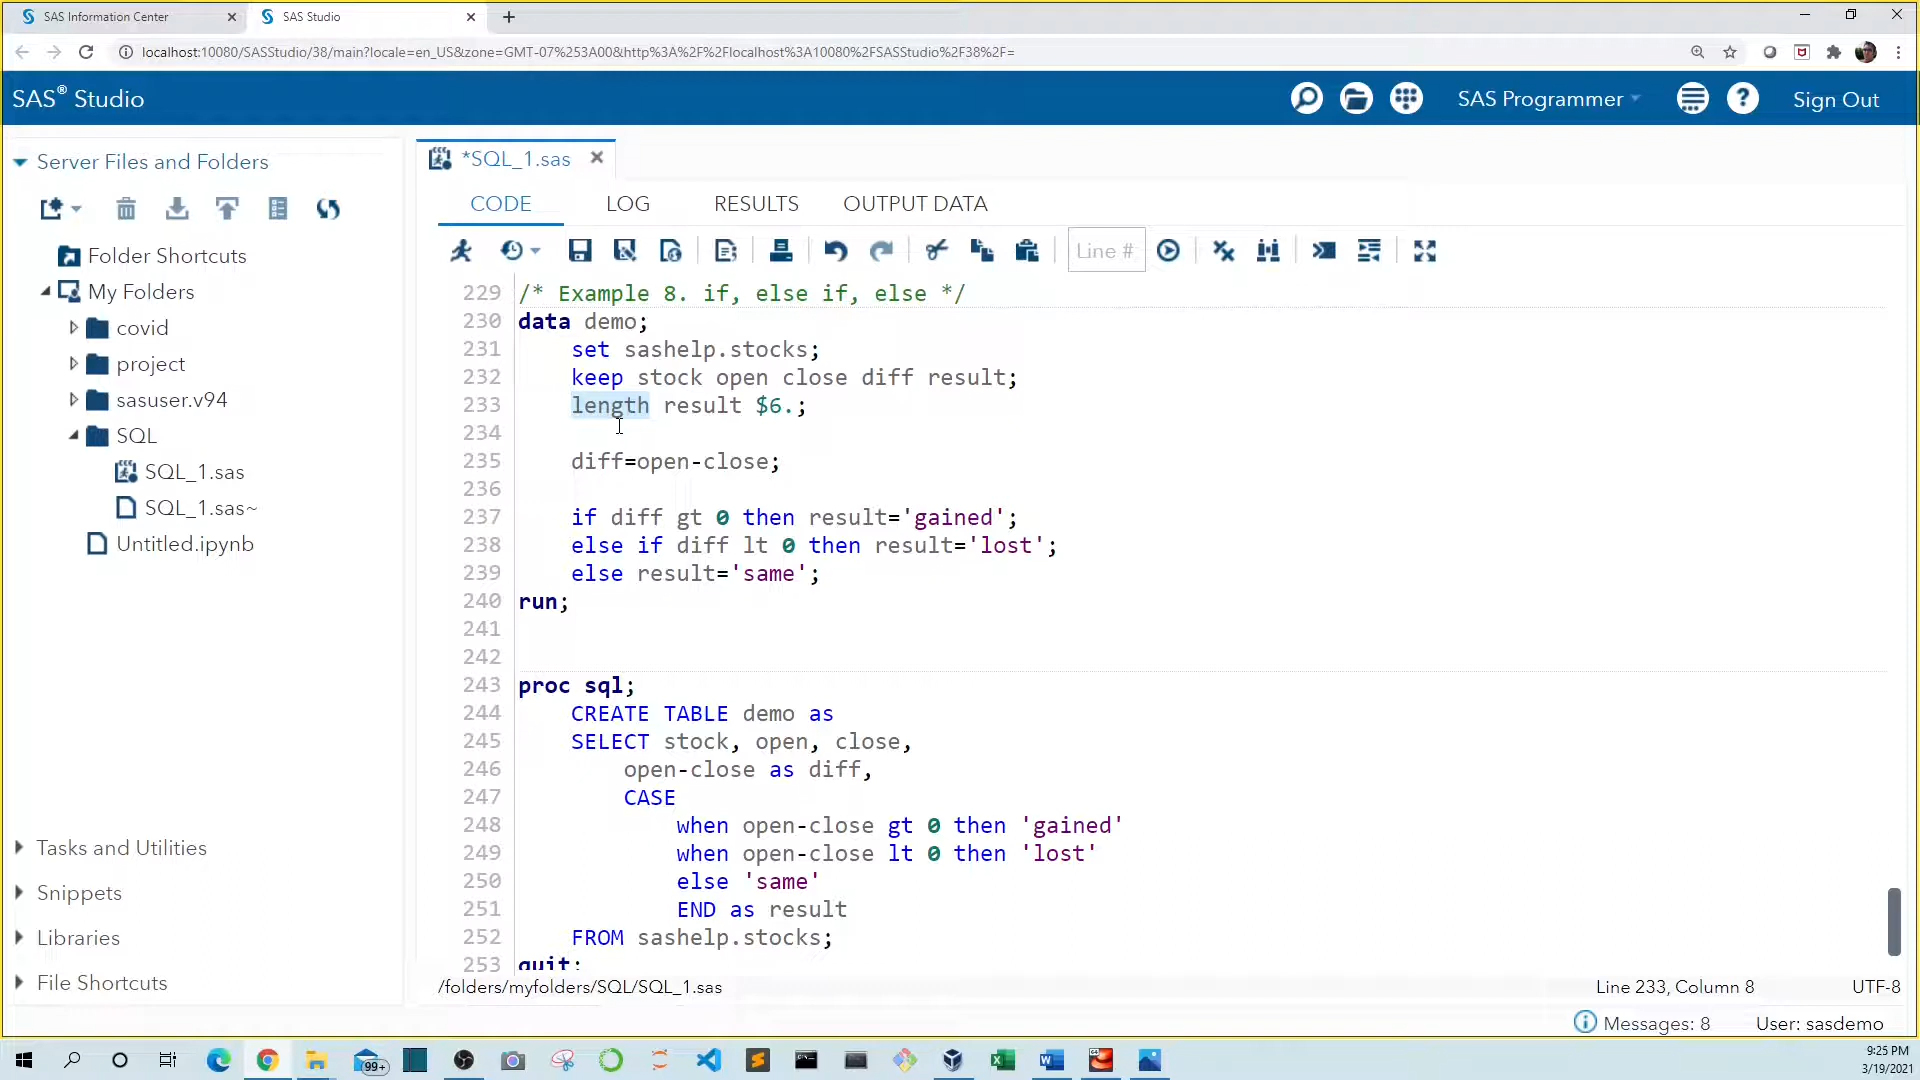 SAS Information Center
SAS Studio
localhost:10080/SASStudio/38/main?locale=en_US&zone=GMT-07%253A00&http%3A%2F%2Flocalhost%3A10080%2FSASStudio%2F38%2F=
SAS® Studio
SAS Programmer
Sign Out
Server Files and Folders
Folder Shortcuts
My Folders
covid
project
sasuser.v94
SQL
SQL_1.sas
SQL_1.sas~
Untitled.ipynb
Tasks and Utilities
Snippets
Libraries
File Shortcuts
*SQL_1.sas
CODE LOG RESULTS OUTPUT DATA
Line #
229 /* Example 8. if, else if, else */
230 data demo;
231 set sashelp.stocks;
232 keep stock open close diff result;
233 length result $6.;
234
235 diff=open-close;
236
237 if diff gt 0 then result='gained';
238 else if diff lt 0 then result='lost';
239 else result='same';
240 run;
241
242
243 proc sql;
244 CREATE TABLE demo as
245 SELECT stock, open, close,
246 open-close as diff,
247 CASE
248 when open-close gt 0 then 'gained'
249 when open-close lt 0 then 'lost'
250 else 'same'
251 END as result
252 FROM sashelp.stocks;
253 quit;
/folders/myfolders/SQL/SQL_1.sas
Line 233, Column 8
UTF-8
Messages: 8
User: sasdemo
99+
9:25 PM
3/19/2021